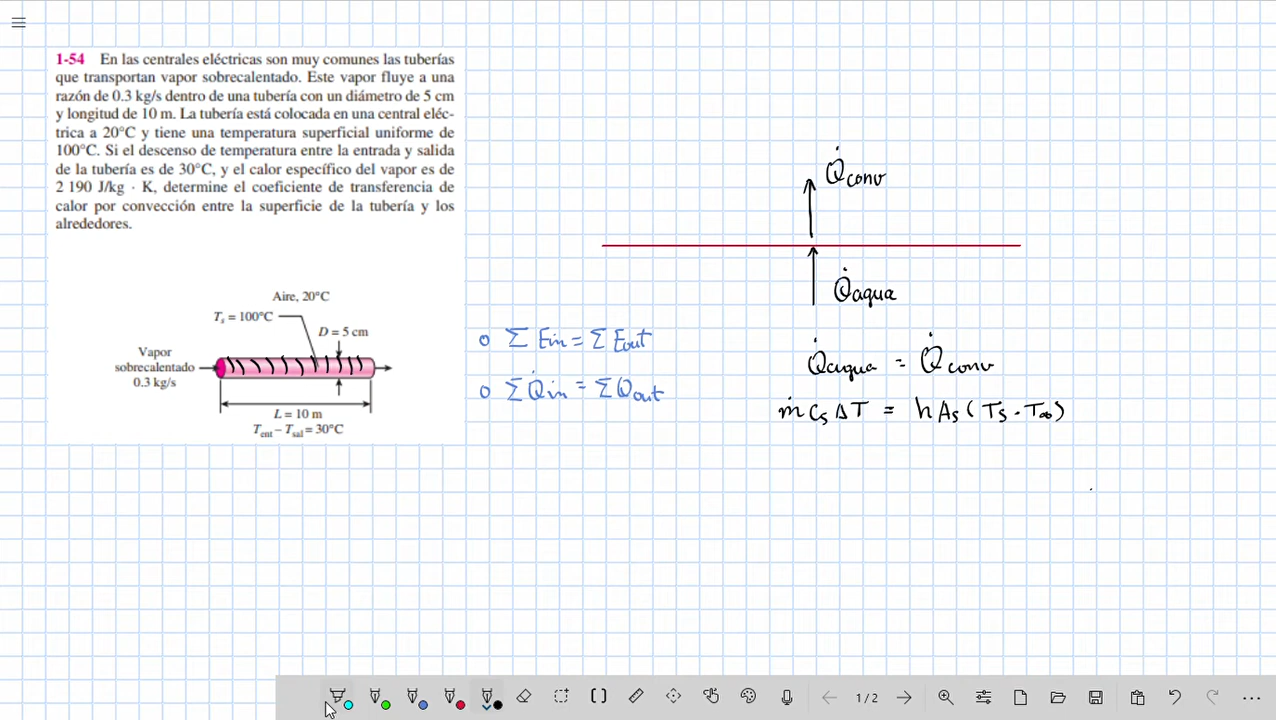 1-54 En las centrales eléctricas son muy comunes las tuberías
que transportan vapor sobrecalentado. Este vapor fluye a una
razón de 0.3 kg/s dentro de una tubería con un diámetro de 5 cm
y longitud de 10 m. La tubería está colocada en una central eléc-
trica a 20°C y tiene una temperatura superficial uniforme de
100°C. Si el descenso de temperatura entre la entrada y salida
de la tubería es de 30°C, y el calor específico del vapor es de
2 190 J/kg · K, determine el coeficiente de transferencia de
calor por convección entre la superficie de la tubería y los
alrededores.
Aire, 20°C
T_s = 100°C
D = 5 cm
Vapor
sobrecalentado
0.3 kg/s
L = 10 m
T_ent – T_sal = 30°C
Σ Ein = Σ Eout
Σ Q̇in = Σ Q̇out
Q̇conv
Q̇agua
Q̇agua = Q̇conv
ṁ Cs ΔT = h As (Ts - T∞)
1/2